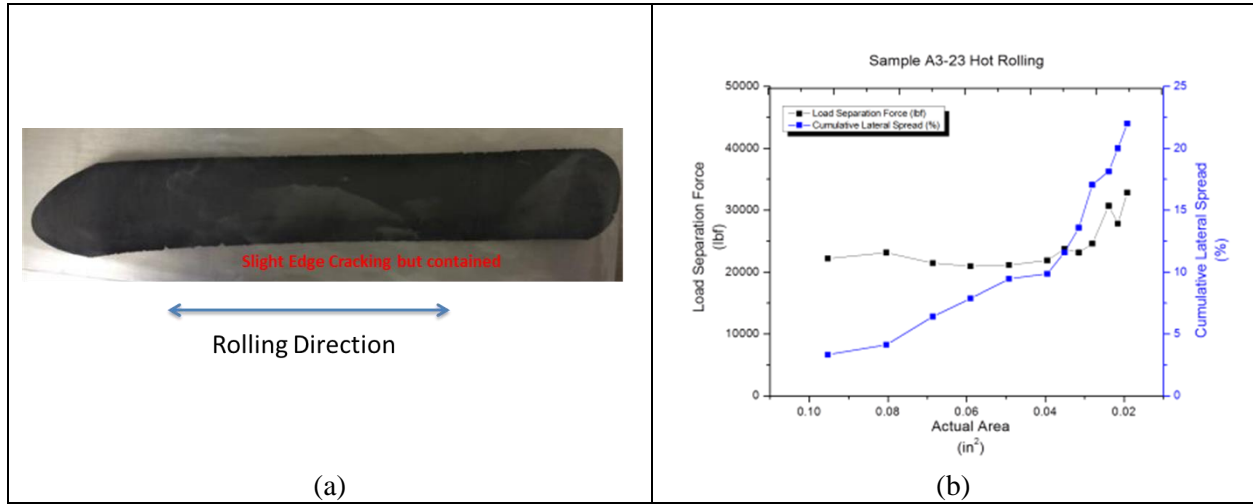 Slight Edge Cracking but contained
Rolling Direction
(a)
Sample A3-23 Hot Rolling
Load Separation Force (lbf)
Cumulative Lateral Spread (%)
50000
40000
30000
20000
10000
0
Load Separation Force
(lbf)
25
20
15
10
5
0
Cumulative Lateral Spread
(%)
0.10 0.08 0.06 0.04 0.02
Actual Area
(in²)
(b)